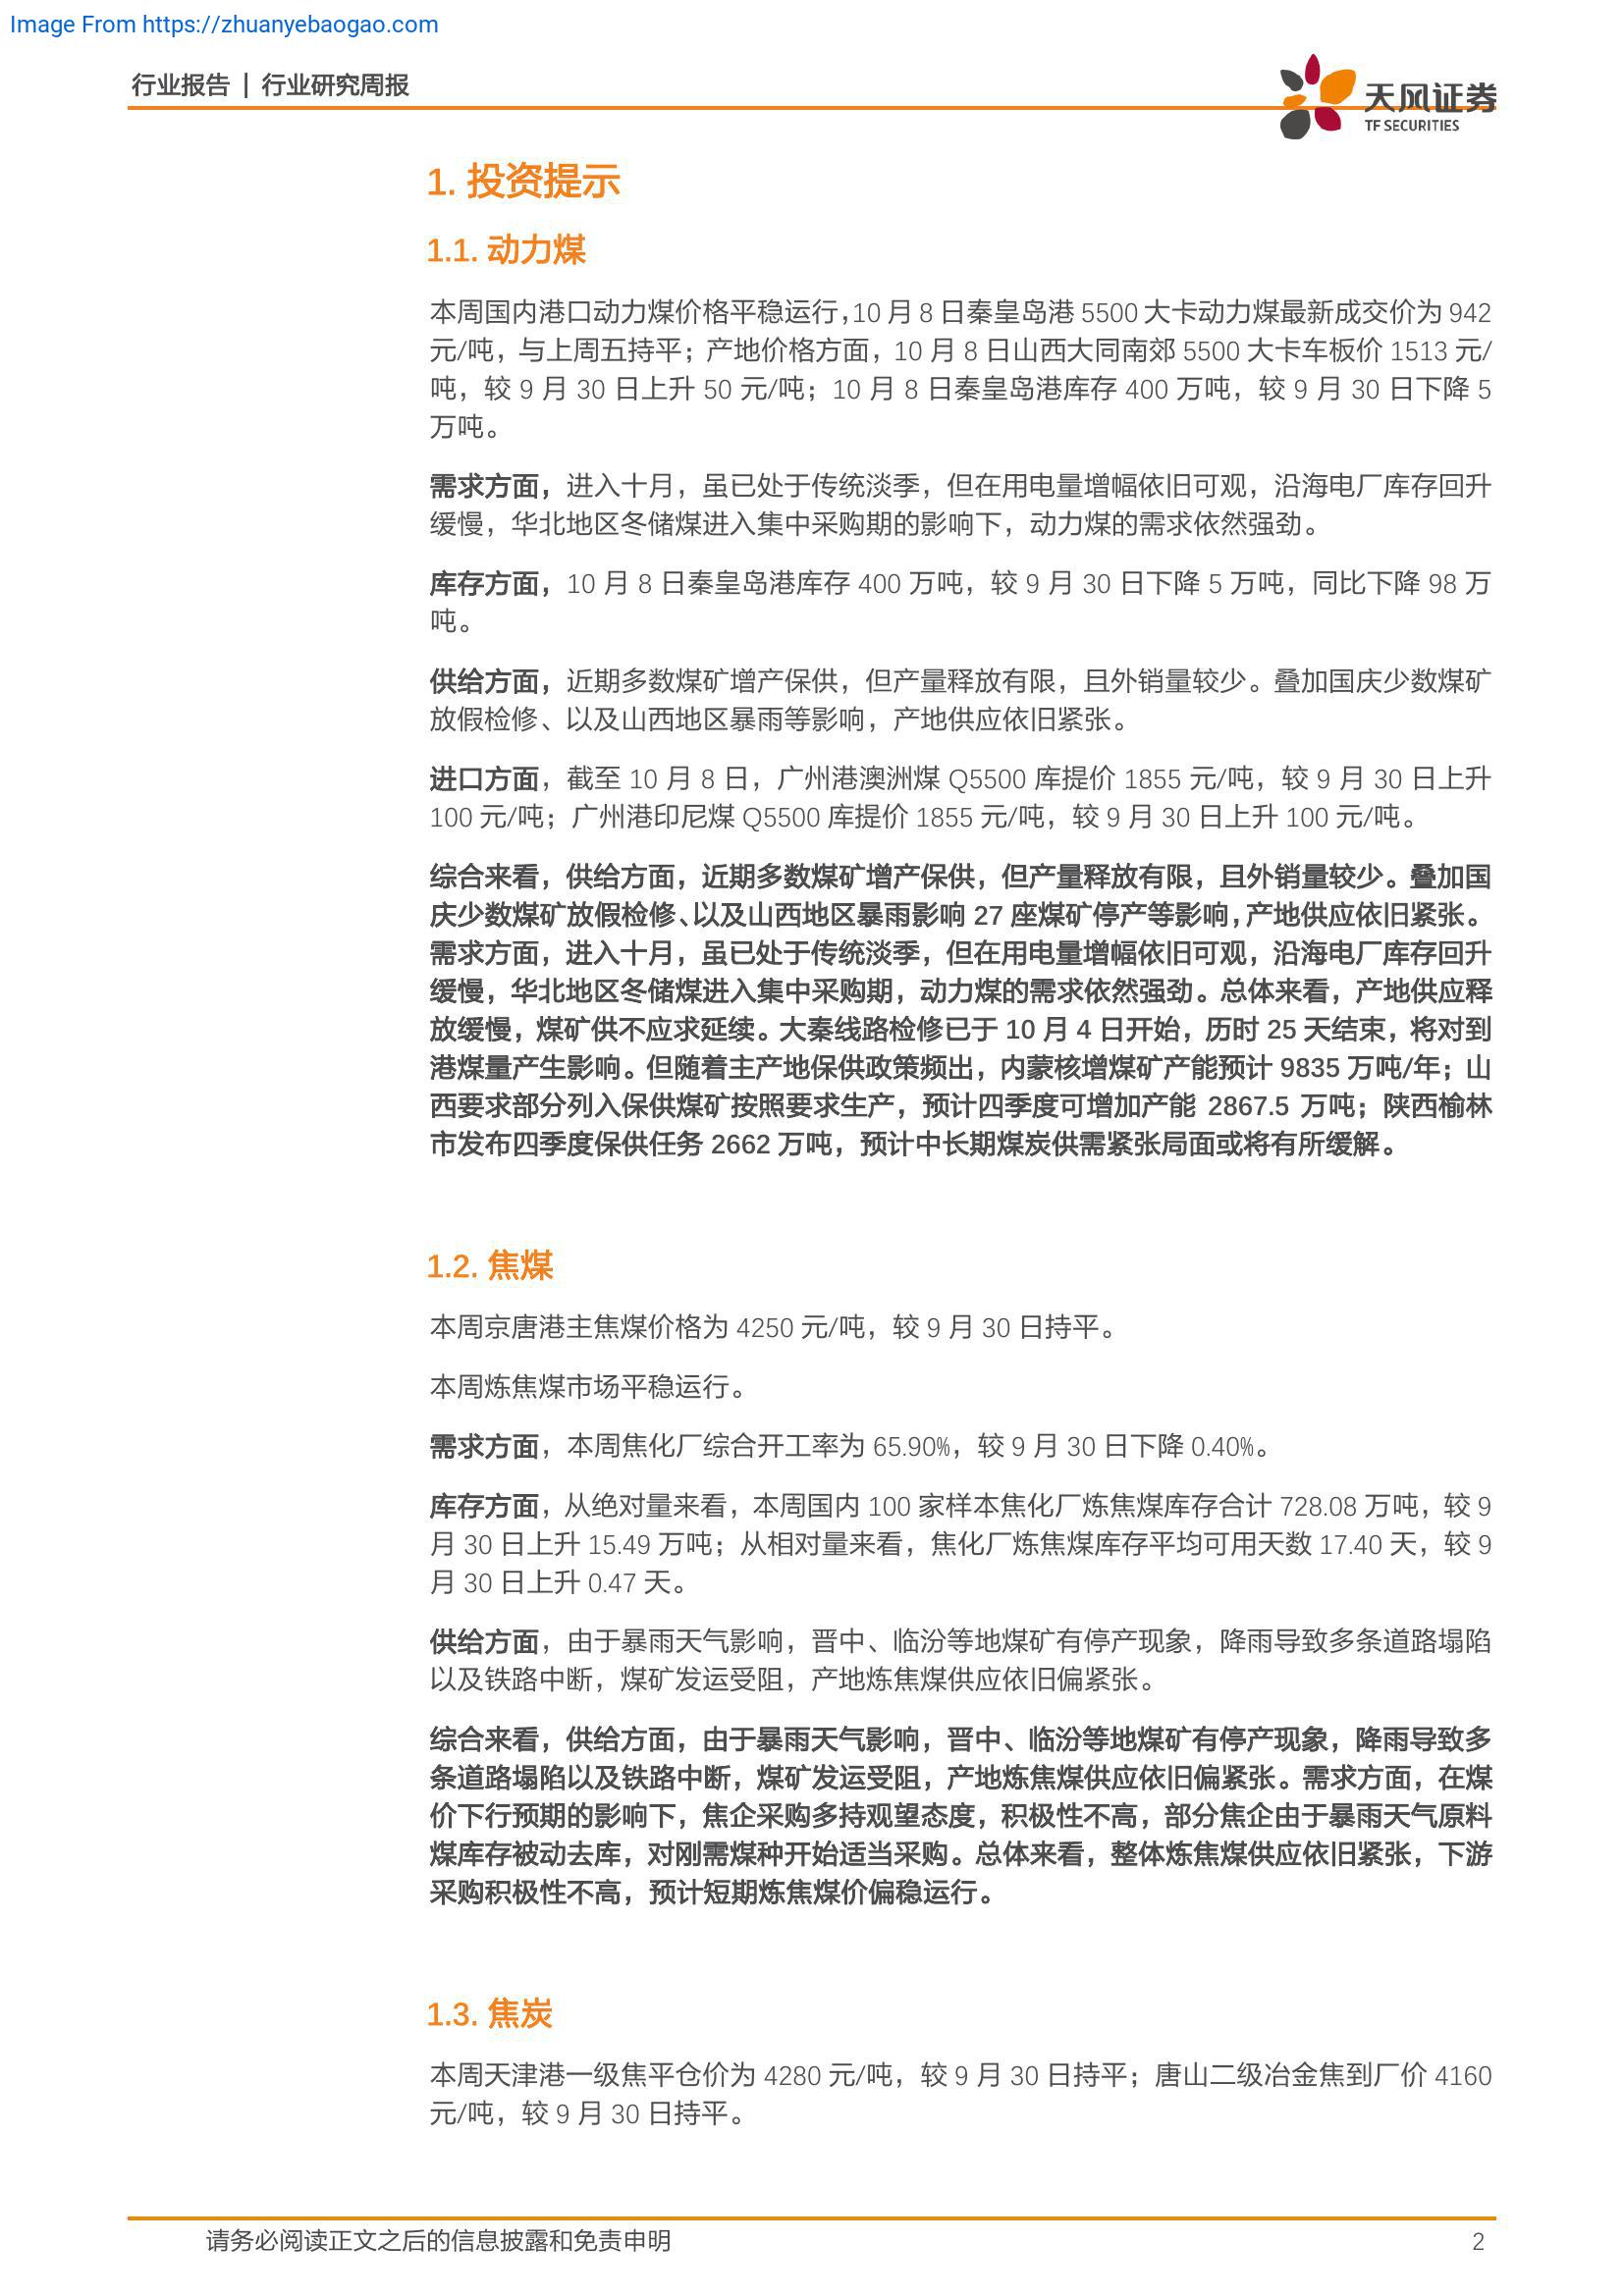 Image From https://zhuanyebaogao.com
行业报告 | 行业研究周报
天风证券
TF SECURITIES
1. 投资提示
1.1. 动力煤
本周国内港口动力煤价格平稳运行，10 月 8 日秦皇岛港 5500 大卡动力煤最新成交价为 942
元/吨，与上周五持平；产地价格方面，10 月 8 日山西大同南郊 5500 大卡车板价 1513 元/
吨，较 9 月 30 日上升 50 元/吨；10 月 8 日秦皇岛港库存 400 万吨，较 9 月 30 日下降 5
万吨。
需求方面，进入十月，虽已处于传统淡季，但在用电量增幅依旧可观，沿海电厂库存回升
缓慢，华北地区冬储煤进入集中采购期的影响下，动力煤的需求依然强劲。
库存方面，10 月 8 日秦皇岛港库存 400 万吨，较 9 月 30 日下降 5 万吨，同比下降 98 万
吨。
供给方面，近期多数煤矿增产保供，但产量释放有限，且外销量较少。叠加国庆少数煤矿
放假检修、以及山西地区暴雨等影响，产地供应依旧紧张。
进口方面，截至 10 月 8 日，广州港澳洲煤 Q5500 库提价 1855 元/吨，较 9 月 30 日上升
100 元/吨；广州港印尼煤 Q5500 库提价 1855 元/吨，较 9 月 30 日上升 100 元/吨。
综合来看，供给方面，近期多数煤矿增产保供，但产量释放有限，且外销量较少。叠加国
庆少数煤矿放假检修、以及山西地区暴雨影响 27 座煤矿停产等影响，产地供应依旧紧张。
需求方面，进入十月，虽已处于传统淡季，但在用电量增幅依旧可观，沿海电厂库存回升
缓慢，华北地区冬储煤进入集中采购期，动力煤的需求依然强劲。总体来看，产地供应释
放缓慢，煤矿供不应求延续。大秦线路检修已于 10 月 4 日开始，历时 25 天结束，将对到
港煤量产生影响。但随着主产地保供政策频出，内蒙核增煤矿产能预计 9835 万吨/年；山
西要求部分列入保供煤矿按照要求生产，预计四季度可增加产能 2867.5 万吨；陕西榆林
市发布四季度保供任务 2662 万吨，预计中长期煤炭供需紧张局面或将有所缓解。
1.2. 焦煤
本周京唐港主焦煤价格为 4250 元/吨，较 9 月 30 日持平。
本周炼焦煤市场平稳运行。
需求方面，本周焦化厂综合开工率为 65.90%，较 9 月 30 日下降 0.40%。
库存方面，从绝对量来看，本周国内 100 家样本焦化厂炼焦煤库存合计 728.08 万吨，较 9
月 30 日上升 15.49 万吨；从相对量来看，焦化厂炼焦煤库存平均可用天数 17.40 天，较 9
月 30 日上升 0.47 天。
供给方面，由于暴雨天气影响，晋中、临汾等地煤矿有停产现象，降雨导致多条道路塌陷
以及铁路中断，煤矿发运受阻，产地炼焦煤供应依旧偏紧张。
综合来看，供给方面，由于暴雨天气影响，晋中、临汾等地煤矿有停产现象，降雨导致多
条道路塌陷以及铁路中断，煤矿发运受阻，产地炼焦煤供应依旧偏紧张。需求方面，在煤
价下行预期的影响下，焦企采购多持观望态度，积极性不高，部分焦企由于暴雨天气原料
煤库存被动去库，对刚需煤种开始适当采购。总体来看，整体炼焦煤供应依旧紧张，下游
采购积极性不高，预计短期炼焦煤价偏稳运行。
1.3. 焦炭
本周天津港一级焦平仓价为 4280 元/吨，较 9 月 30 日持平；唐山二级冶金焦到厂价 4160
元/吨，较 9 月 30 日持平。
请务必阅读正文之后的信息披露和免责申明
2